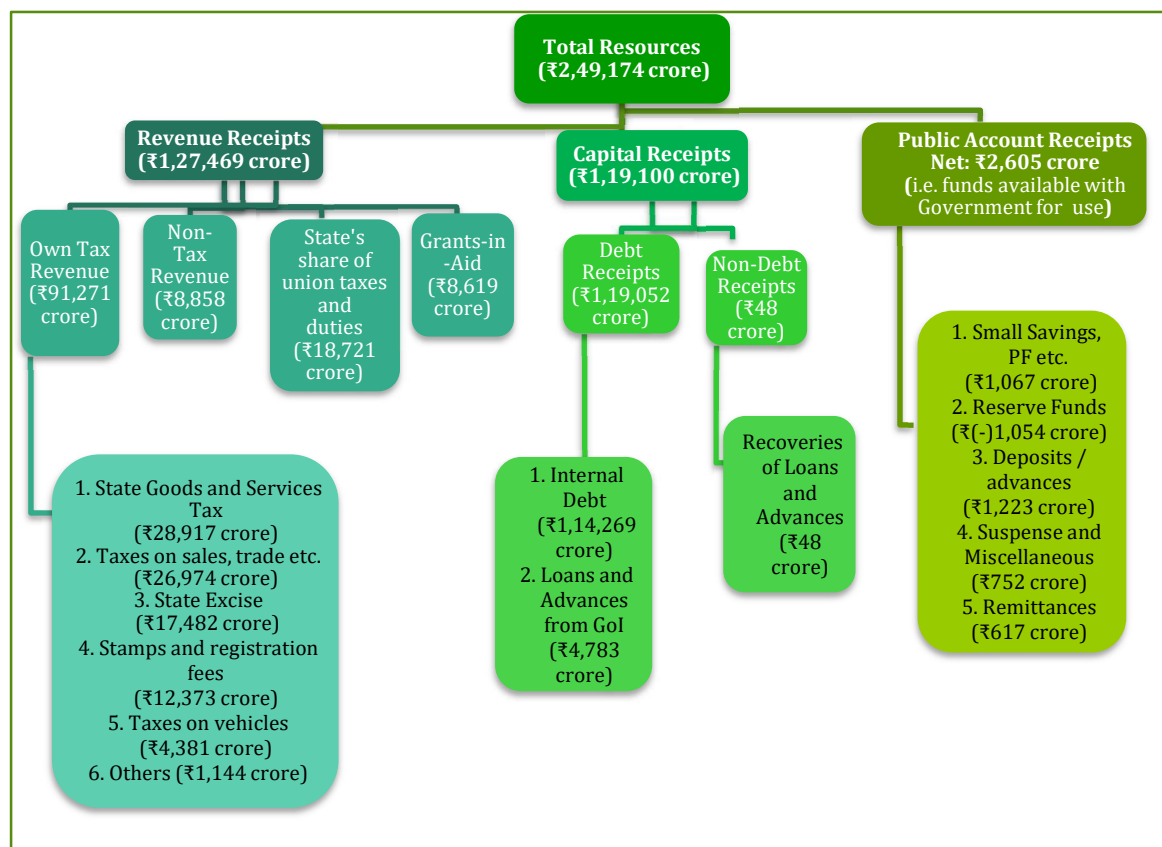 Total Resources
(₹2,49,174 crore)
Revenue Receipts
(₹1,27,469 crore)
Capital Receipts
(₹1,19,100 crore)
Public Account Receipts
Net: ₹2,605 crore
(i.e. funds available with
Government for use)
Own Tax
Revenue
(₹91,271
crore)
Non-
Tax
Revenue
(₹8,858
crore)
State's
share of
union taxes
and
duties
(₹18,721
crore)
Grants-in
-Aid
(₹8,619
crore)
Debt
Receipts
(₹1,19,052
crore)
Non-Debt
Receipts
(₹48
crore)
1. State Goods and Services
Tax
(₹28,917 crore)
2. Taxes on sales, trade etc.
(₹26,974 crore)
3. State Excise
(₹17,482 crore)
4. Stamps and registration
fees
(₹12,373 crore)
5. Taxes on vehicles
(₹4,381 crore)
6. Others (₹1,144 crore)
1. Internal
Debt
(₹1,14,269
crore)
2. Loans and
Advances
from GoI
(₹4,783
crore)
Recoveries
of Loans
and
Advances
(₹48
crore)
1. Small Savings,
PF etc.
(₹1,067 crore)
2. Reserve Funds
(₹(-)1,054 crore)
3. Deposits /
advances
(₹1,223 crore)
4. Suspense and
Miscellaneous
(₹752 crore)
5. Remittances
(₹617 crore)